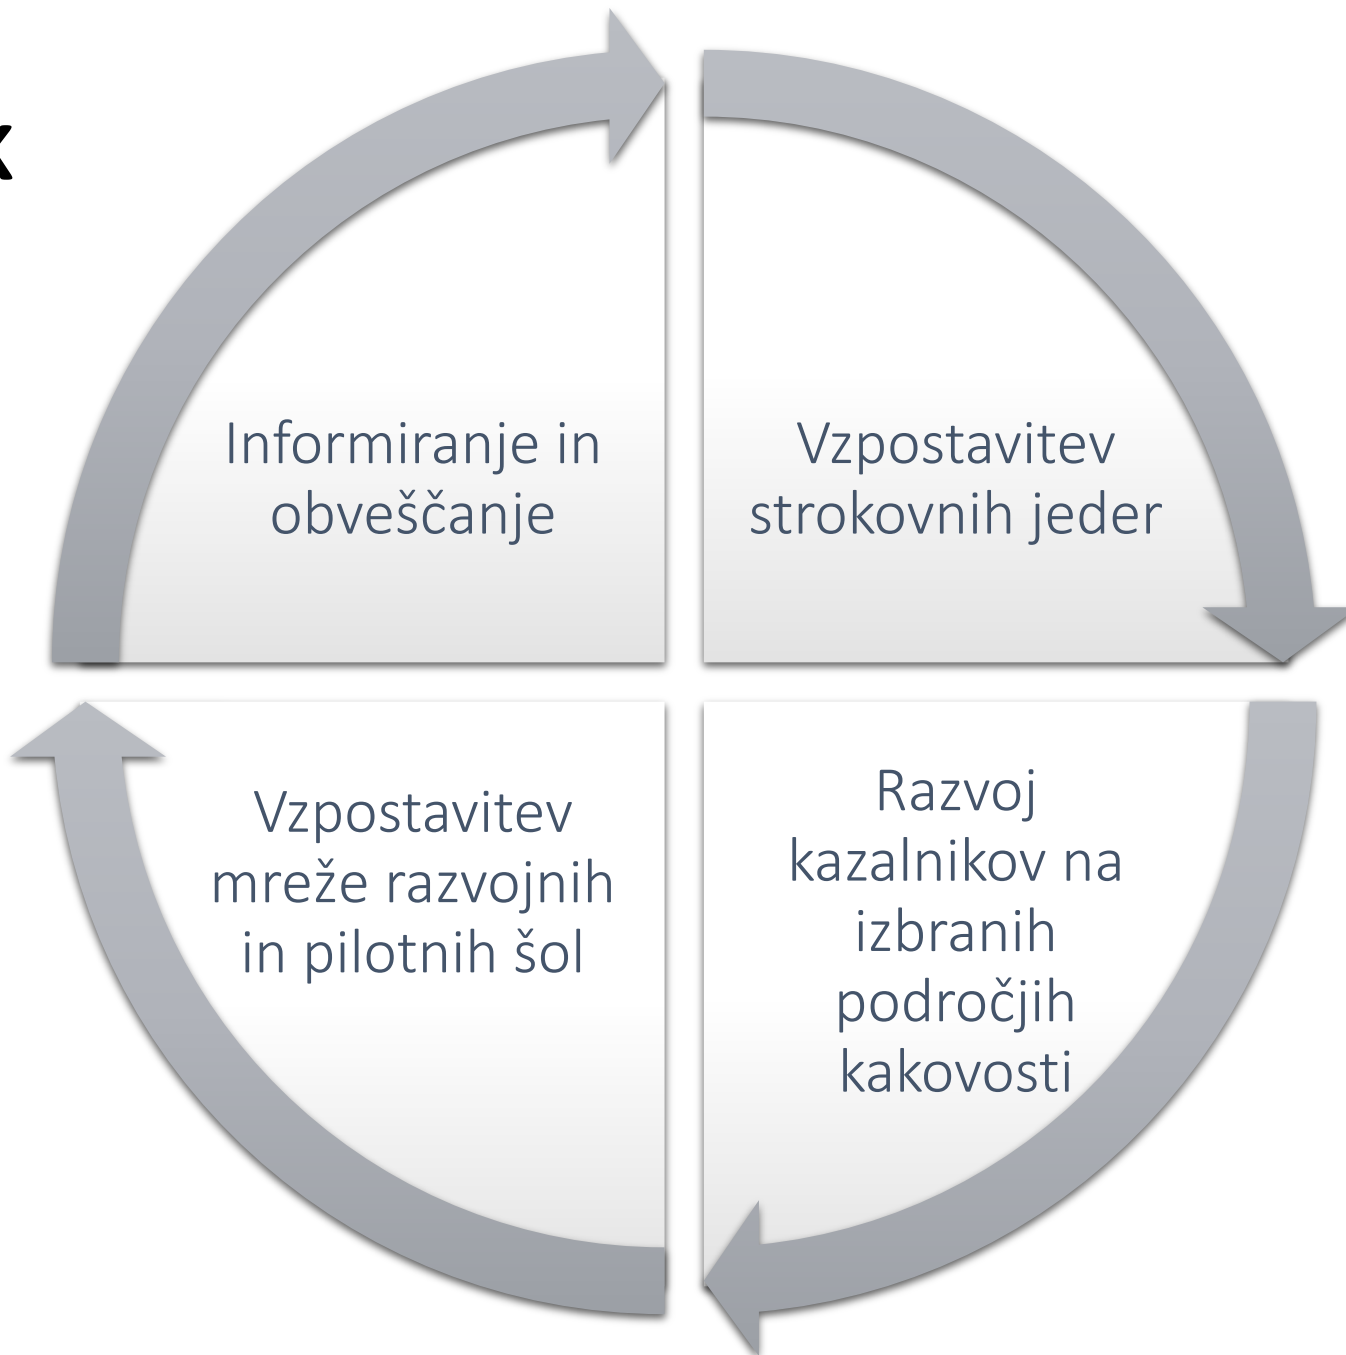 Informiranje in
obveščanje
Vzpostavitev
strokovnih jeder
Vzpostavitev
mreže razvojnih
in pilotnih šol
Razvoj
kazalnikov na
izbranih
področjih
kakovosti